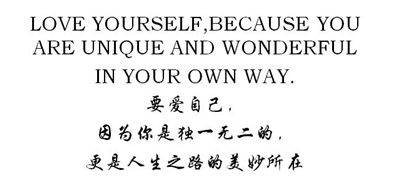 LOVE YOURSELF,BECAUSE YOU
ARE UNIQUE AND WONDERFUL
IN YOUR OWN WAY.
要爱自己，
因为你是独一无二的，
更是人生之路的美妙所在